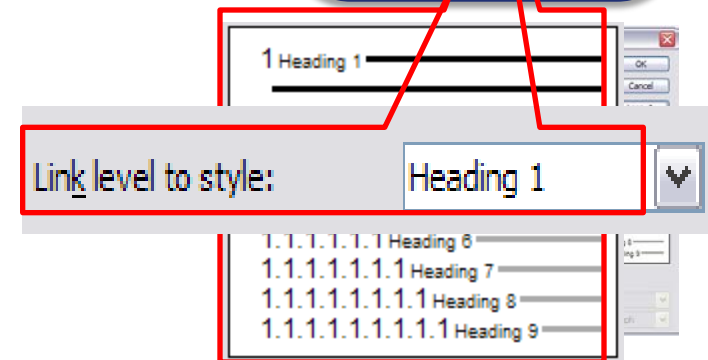 1 Heading 1
OK
Cancel
Link level to style: Heading 1
1.1.1.1.1.1 Heading 6
1.1.1.1.1.1.1 Heading 7
1.1.1.1.1.1.1.1 Heading 8
1.1.1.1.1.1.1.1.1 Heading 9